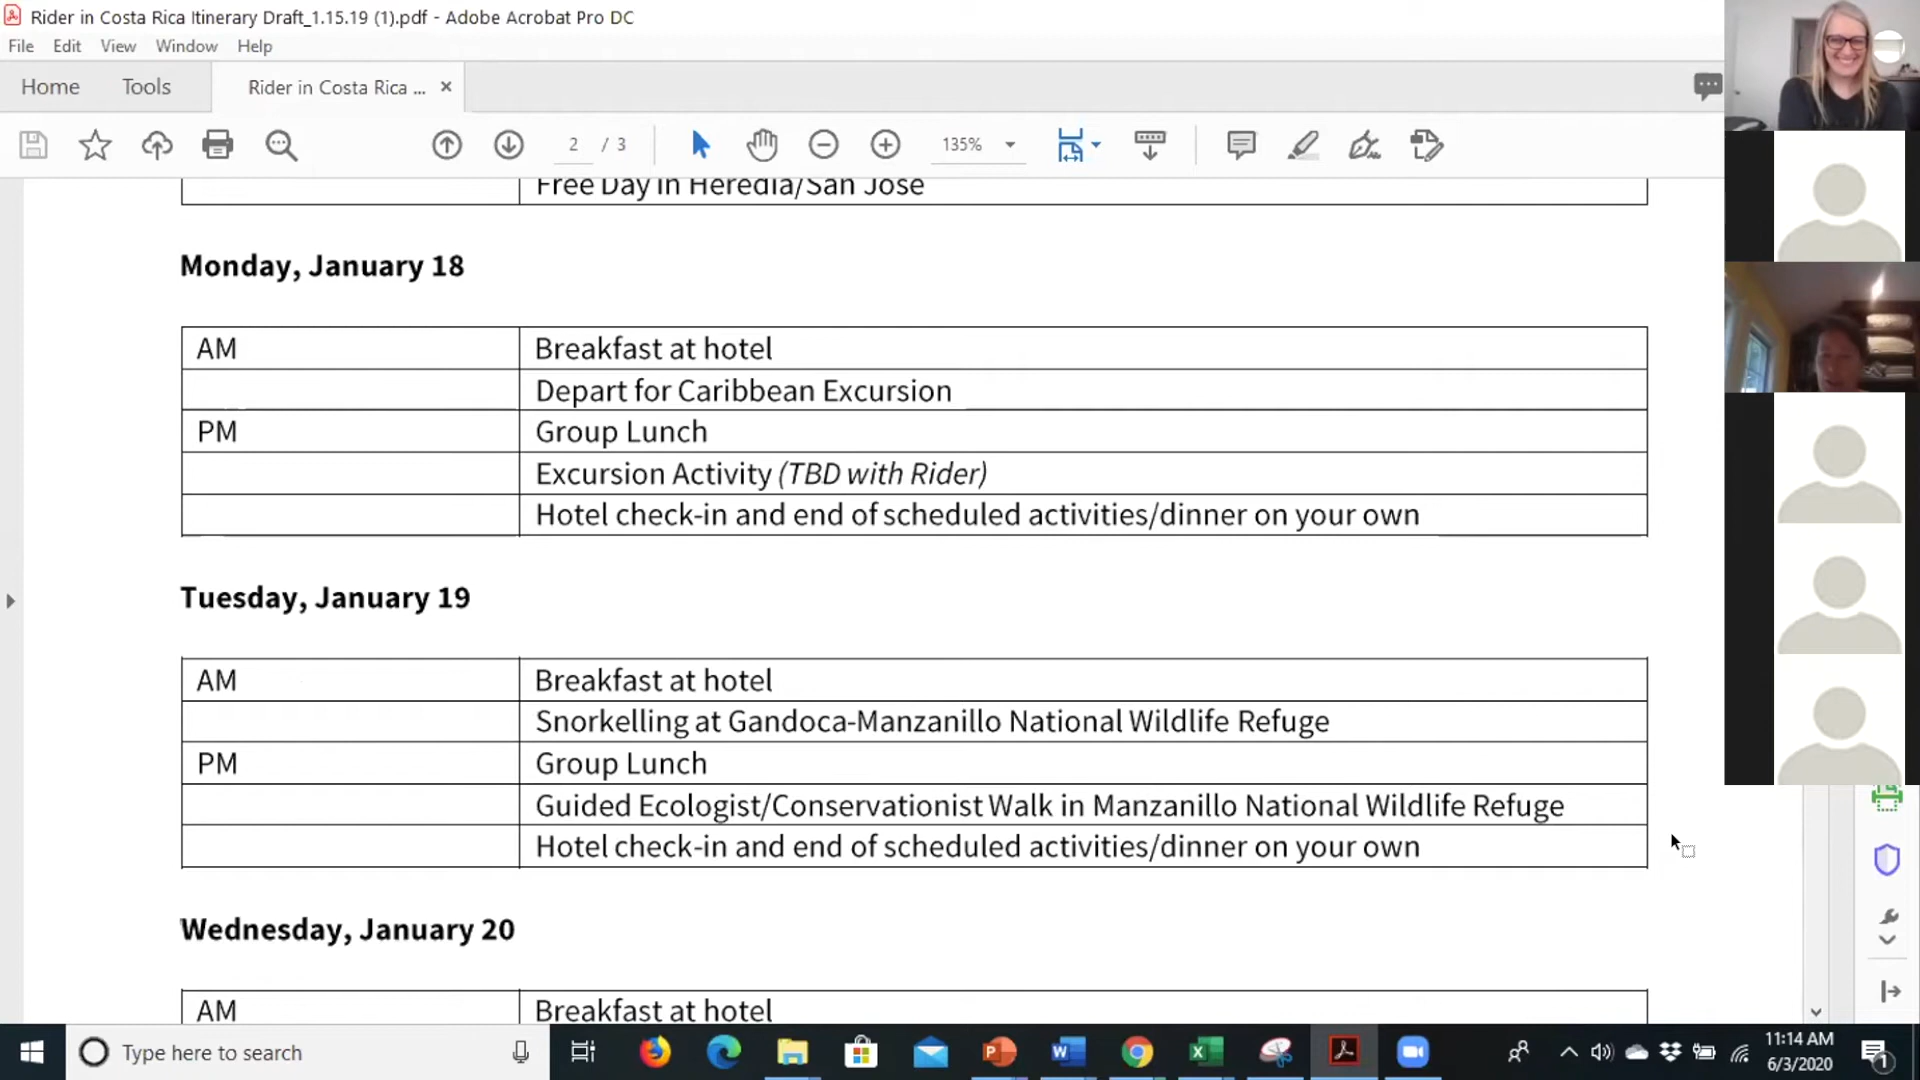 Rider in Costa Rica Itinerary Draft_1.15.19 (1).pdf - Adobe Acrobat Pro DC
File Edit View Window Help
Home Tools Rider in Costa Rica ... ×
2 / 3 135%
Free Day in Heredia/San Jose
Monday, January 18
AM Breakfast at hotel
Depart for Caribbean Excursion
PM Group Lunch
Excursion Activity (TBD with Rider)
Hotel check-in and end of scheduled activities/dinner on your own
Tuesday, January 19
AM Breakfast at hotel
Snorkelling at Gandoca-Manzanillo National Wildlife Refuge
PM Group Lunch
Guided Ecologist/Conservationist Walk in Manzanillo National Wildlife Refuge
Hotel check-in and end of scheduled activities/dinner on your own
Wednesday, January 20
AM Breakfast at hotel
Type here to search
11:14 AM
6/3/2020
1